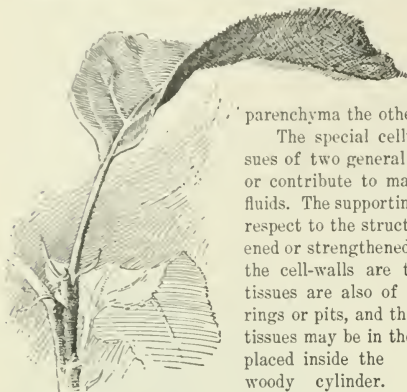 parenchyma the othe
The special cell
sues of two general
or contribute to ma
fluids. The supportin
respect to the struct
ened or strengthened
the cell-walls are t
tissues are also of
rings or pits, and th
tissues may be in the
placed inside the
woody cylinder.